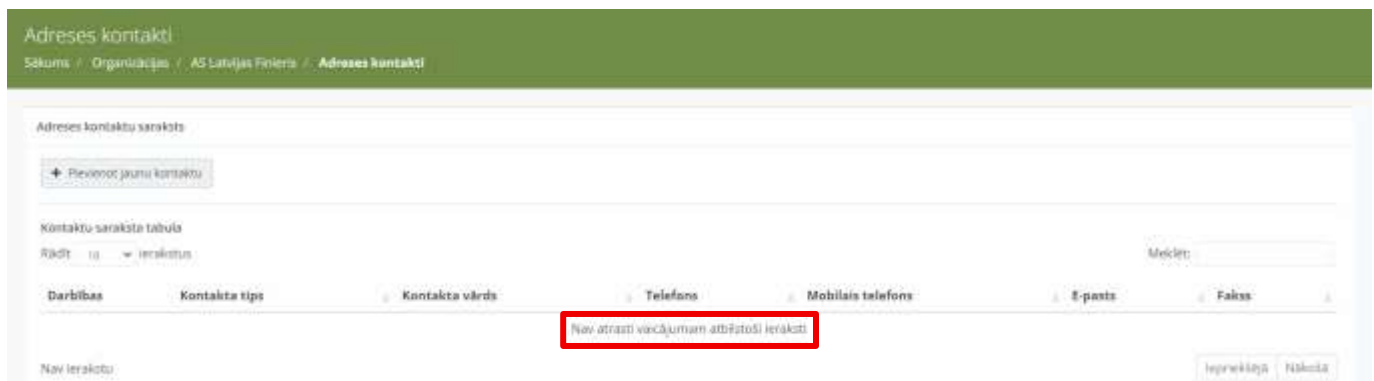 Adreses kontakti
Sākums / Organizācijas / AS Latvijas Finieris / Adreses kontakti
Adreses kontaktu saraksts
+ Pievienot jaunu kontaktu
Kontaktu saraksta tabula
Rādīt 10 ierakstus
Meklēt:
Darbības Kontakta tips Kontakta vārds Telefons Mobilais telefons E-pasts Fakss
Nav atrasti vaicājumam atbilstoši ieraksti
Nav ierakstu
Iepriekšējā Nākošā